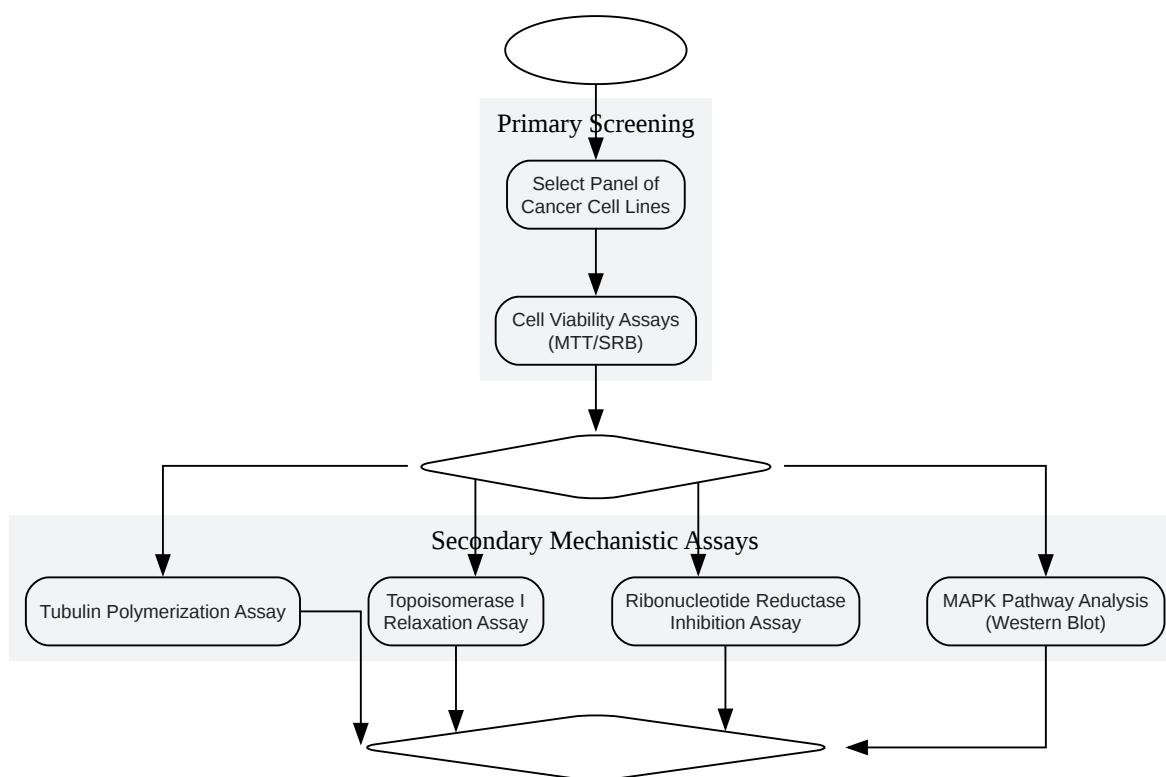 Primary Screening
Select Panel of
Cancer Cell Lines
Cell Viability Assays
(MTT/SRB)
Secondary Mechanistic Assays
Tubulin Polymerization Assay
Topoisomerase I
Relaxation Assay
Ribonucleotide Reductase
Inhibition Assay
MAPK Pathway Analysis
(Western Blot)